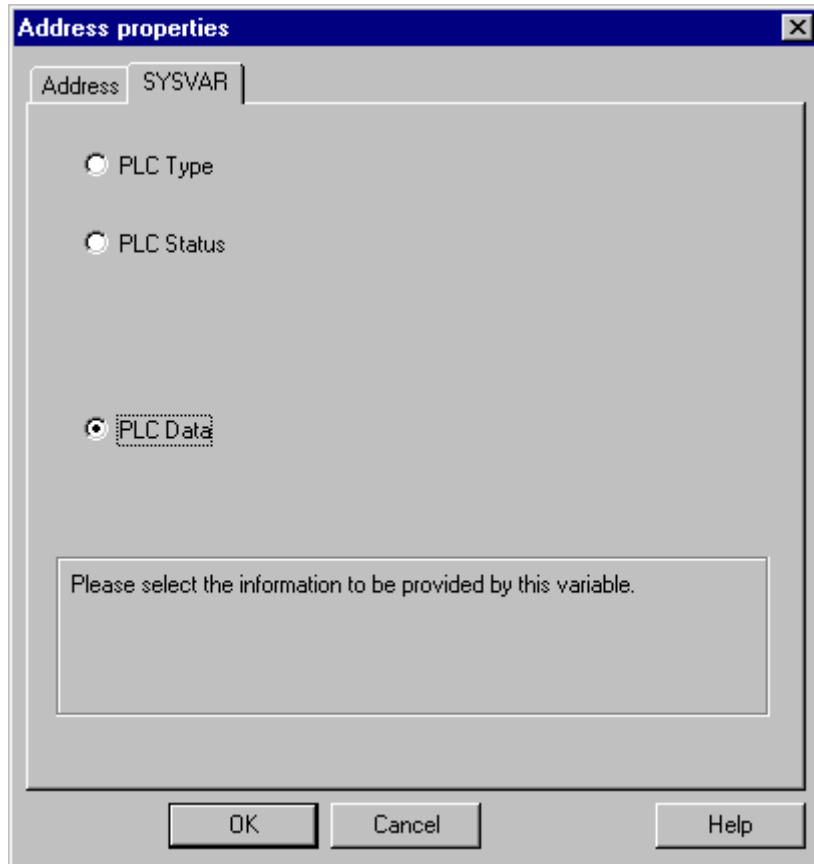 Address properties
Address SYSVAR
PLC Type
PLC Status
PLC Data
Please select the information to be provided by this variable.
OK Cancel Help